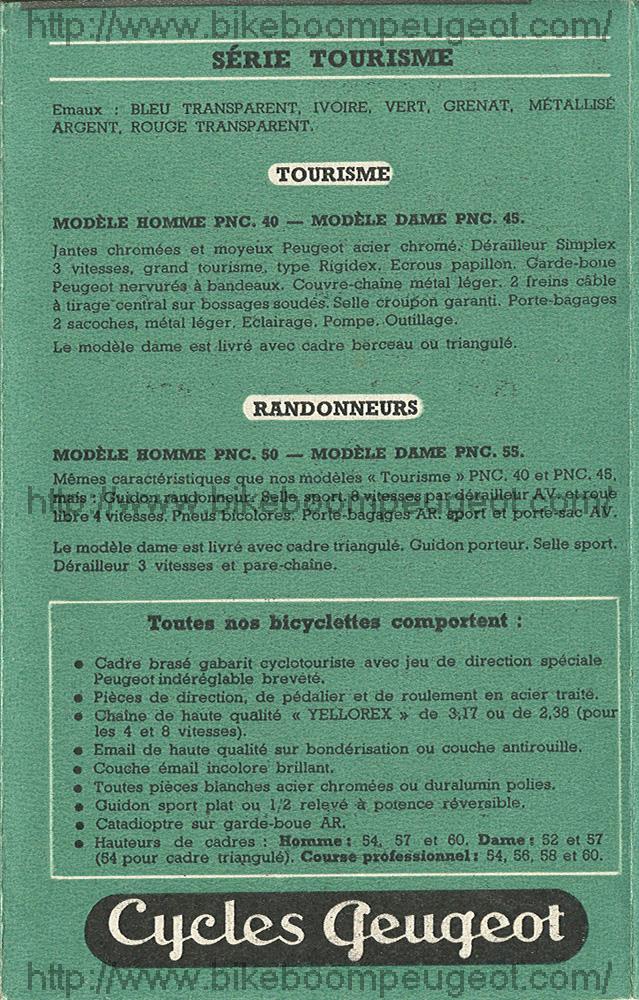 http://www.bikeboompeugeot.com/
SÉRIE TOURISME
Emaux : BLEU TRANSPARENT, IVOIRE, VERT, GRENAT, MÉTALLISÉ
ARGENT, ROUGE TRANSPARENT.
TOURISME
MODÈLE HOMME PNC. 40 — MODÈLE DAME PNC. 45.
Jantes chromées et moyeux Peugeot acier chromé. Dérailleur Simplex
3 vitesses, grand tourisme, type Rigidex. Ecrous papillon. Garde-boue
Peugeot nervurés à bandeaux. Couvre-chaîne métal léger. 2 freins câble
à tirage central sur bossages soudés. Selle croupon garanti. Porte-bagages
2 sacoches, métal léger. Eclairage. Pompe. Outillage.
Le modèle dame est livré avec cadre berceau ou triangulé.
RANDONNEURS
MODÈLE HOMME PNC. 50 — MODÈLE DAME PNC. 55.
Mêmes caractéristiques que nos modèles « Tourisme » PNC. 40 et PNC. 45,
mais : Guidon randonneur. Selle sport. 8 vitesses par dérailleur AV. et roue
libre 4 vitesses. Pneus bicolores. Porte-bagages AR. sport et porte-sac AV.
http://www.bikeboompeugeot.com/
Le modèle dame est livré avec cadre triangulé. Guidon porteur. Selle sport.
Dérailleur 3 vitesses et pare-chaîne.
Toutes nos bicyclettes comportent :
● Cadre brasé gabarit cyclotouriste avec jeu de direction spéciale
Peugeot indéréglable breveté.
● Pièces de direction, de pédalier et de roulement en acier traité.
● Chaîne de haute qualité « YELLOREX » de 3,17 ou de 2,38 (pour
les 4 et 8 vitesses).
● Email de haute qualité sur bondérisation ou couche antirouille.
● Couche émail incolore brillant.
● Toutes pièces blanches acier chromées ou duralumin polies.
● Guidon sport plat ou 1/2 relevé à potence réversible.
● Catadioptre sur garde-boue AR.
● Hauteurs de cadres : Homme : 54, 57 et 60. Dame : 52 et 57
(54 pour cadre triangulé). Course professionnel : 54, 56, 58 et 60.
Cycles Peugeot
http://www.bikeboompeugeot.com/